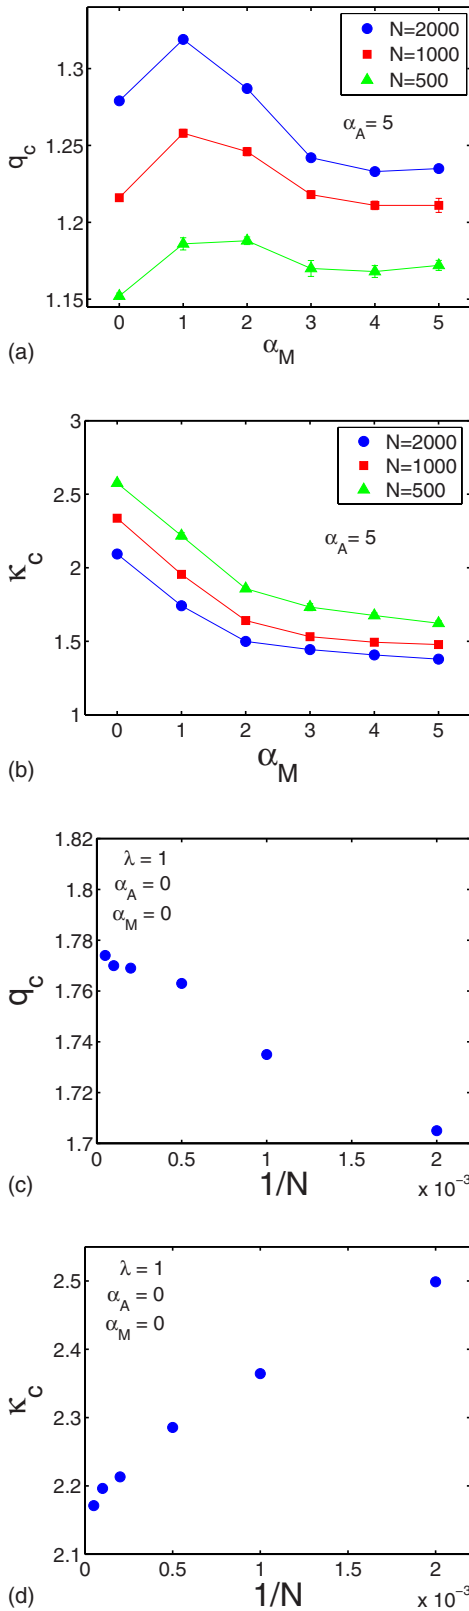 N=2000
N=1000
N=500
α_A = 5
q_c
1.3
1.25
1.2
1.15
0 1 2 3 4 5
α_M
(a)
3
N=2000
N=1000
N=500
α_A = 5
κ_c
2.5
2
1.5
1
0 1 2 3 4 5
α_M
(b)
1.82
λ = 1
α_A = 0
α_M = 0
1.8
1.78
q_c
1.76
1.74
1.72
1.7
0 0.5 1 1.5 2
1/N
x 10⁻³
(c)
λ = 1
α_A = 0
α_M = 0
2.5
2.4
κ_c
2.3
2.2
2.1
0 0.5 1 1.5 2
1/N
x 10⁻³
(d)